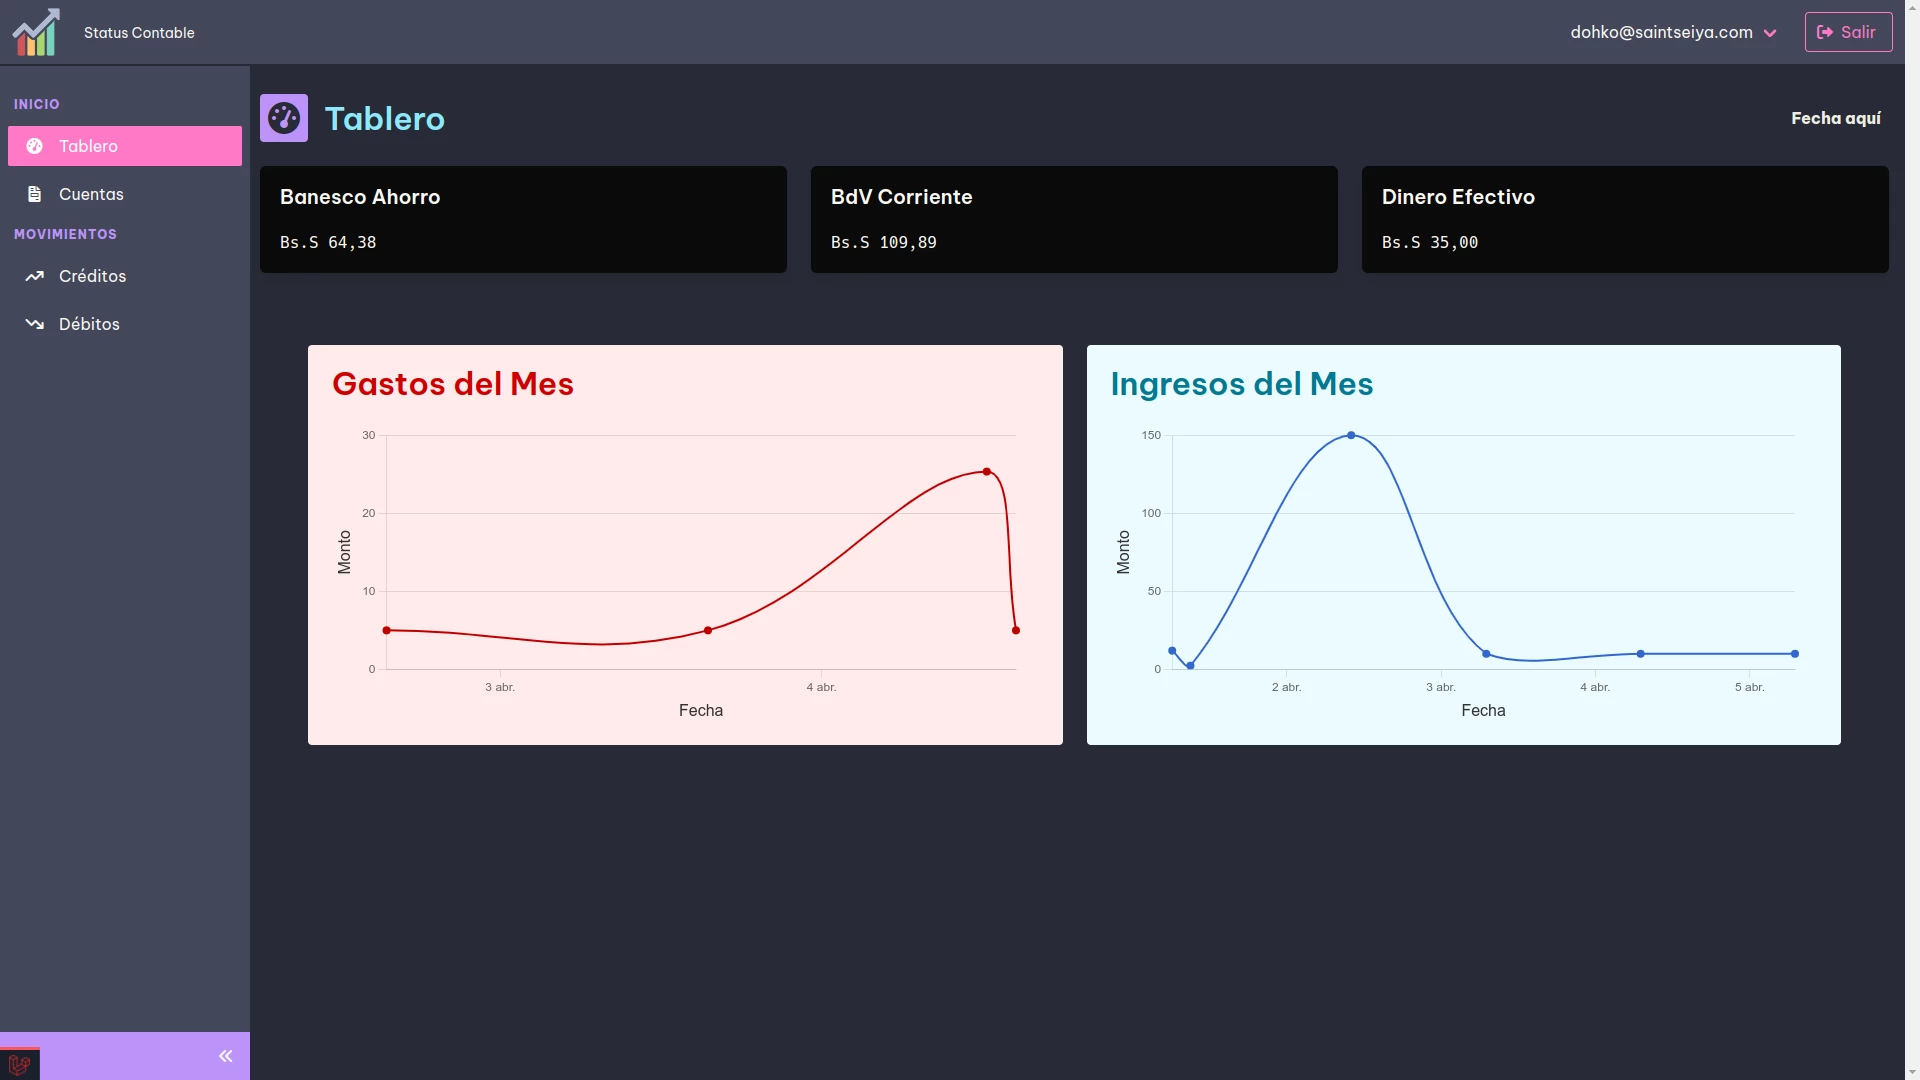 Status Contable
dohko@saintseiya.com
Salir
INICIO
Tablero
Cuentas
MOVIMIENTOS
Créditos
Débitos
Tablero
Fecha aquí
Banesco Ahorro
Bs.S 64,38
BdV Corriente
Bs.S 109,89
Dinero Efectivo
Bs.S 35,00
Gastos del Mes
30
20
10
0
Monto
3 abr.
4 abr.
Fecha
Ingresos del Mes
150
100
50
0
Monto
2 abr.
3 abr.
4 abr.
5 abr.
Fecha